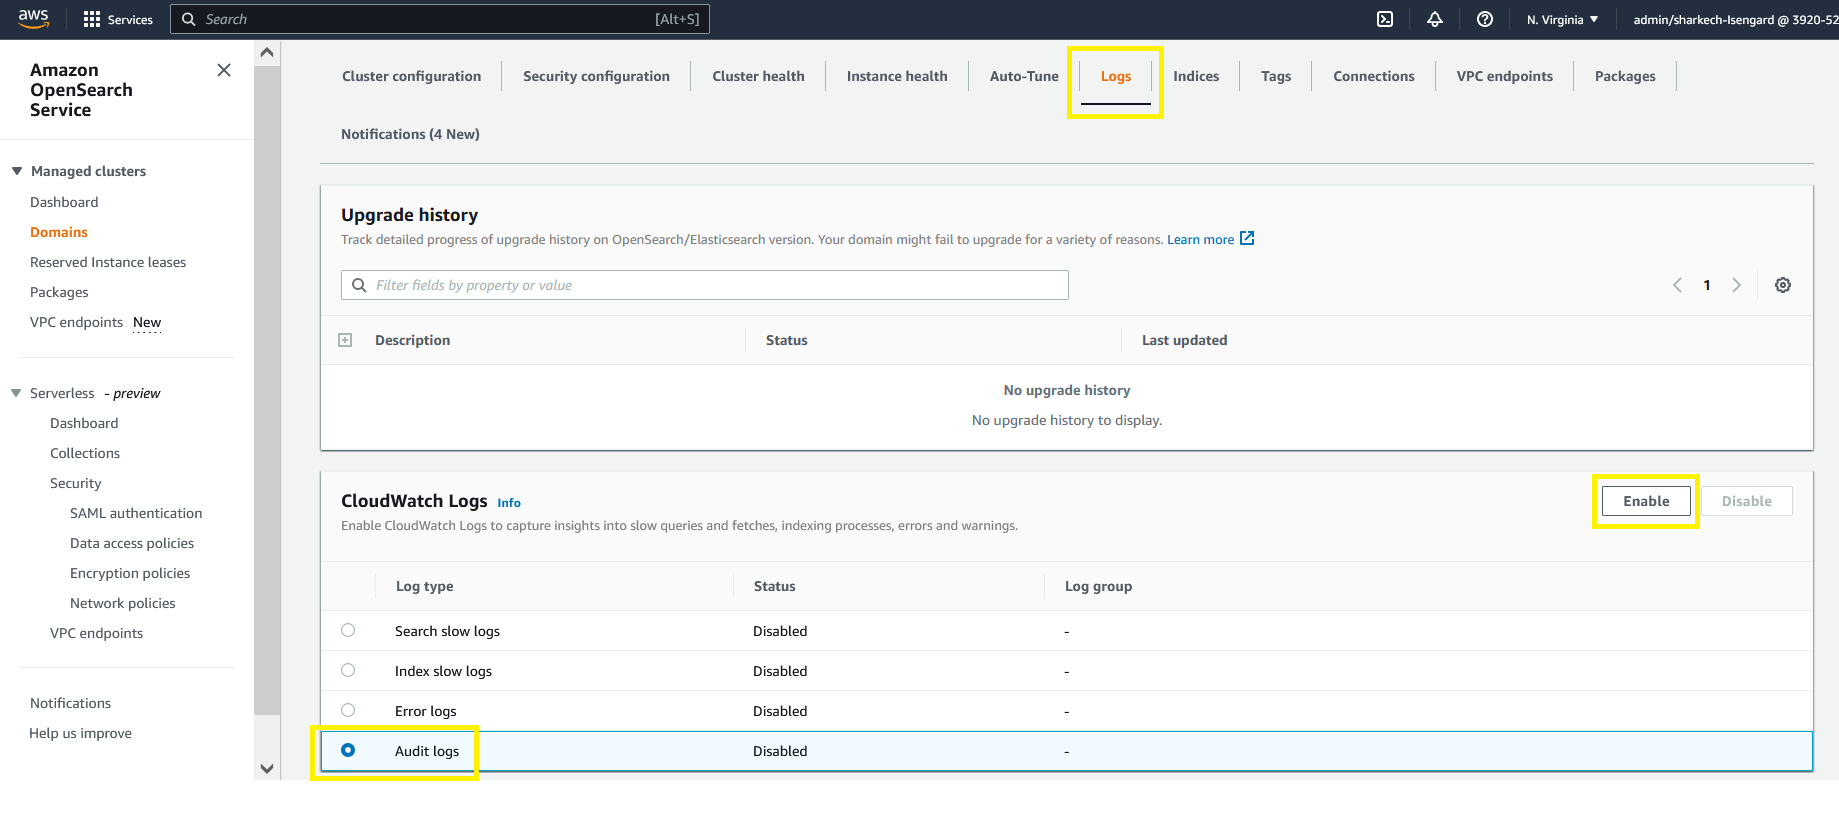 aws Services Search [Alt+S] N. Virginia admin/sharkech-Isengard @ 3920-52
Amazon
OpenSearch
Service
Managed clusters
Dashboard
Domains
Reserved Instance leases
Packages
VPC endpoints New
Serverless - preview
Dashboard
Collections
Security
SAML authentication
Data access policies
Encryption policies
Network policies
VPC endpoints
Notifications
Help us improve
Cluster configuration Security configuration Cluster health Instance health Auto-Tune Logs Indices Tags Connections VPC endpoints Packages
Notifications (4 New)
Upgrade history
Track detailed progress of upgrade history on OpenSearch/Elasticsearch version. Your domain might fail to upgrade for a variety of reasons. Learn more
Filter fields by property or value 1
Description Status Last updated
No upgrade history
No upgrade history to display.
CloudWatch Logs Info Enable Disable
Enable CloudWatch Logs to capture insights into slow queries and fetches, indexing processes, errors and warnings.
Log type Status Log group
Search slow logs Disabled -
Index slow logs Disabled -
Error logs Disabled -
Audit logs Disabled -